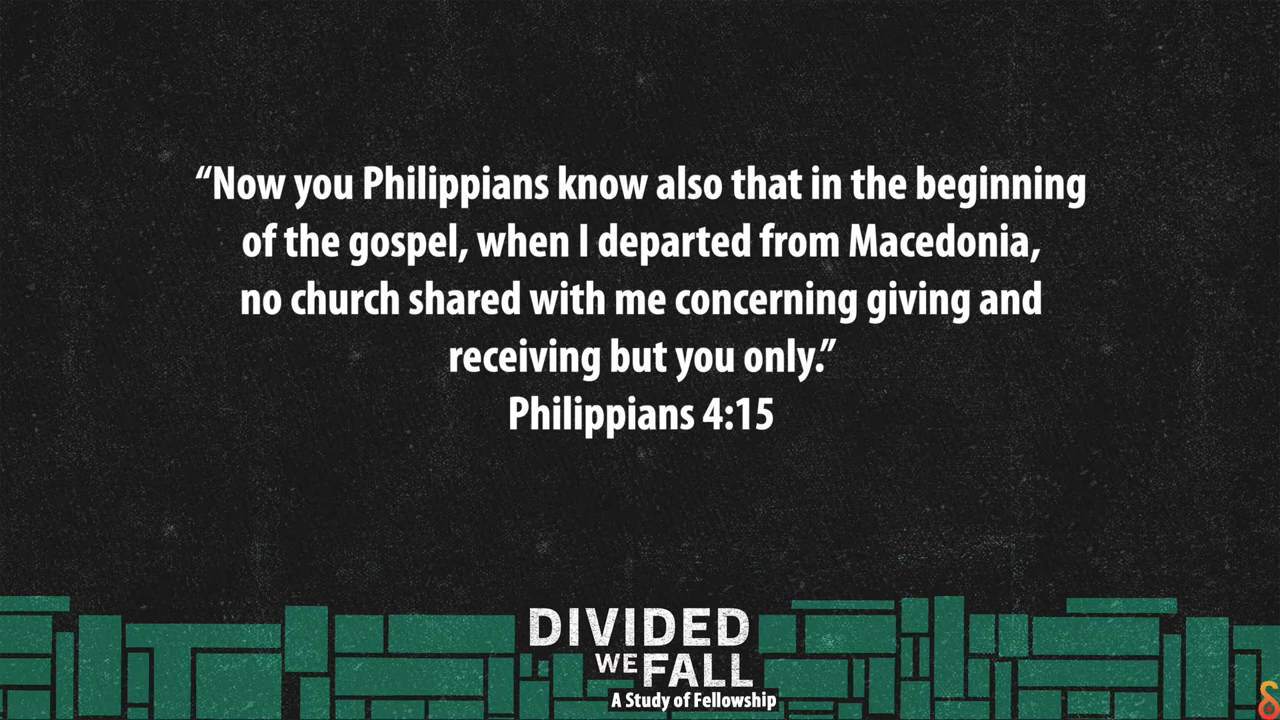 “Now you Philippians know also that in the beginning
of the gospel, when I departed from Macedonia,
no church shared with me concerning giving and
receiving but you only.”
Philippians 4:15
DIVIDED
WE FALL
A Study of Fellowship